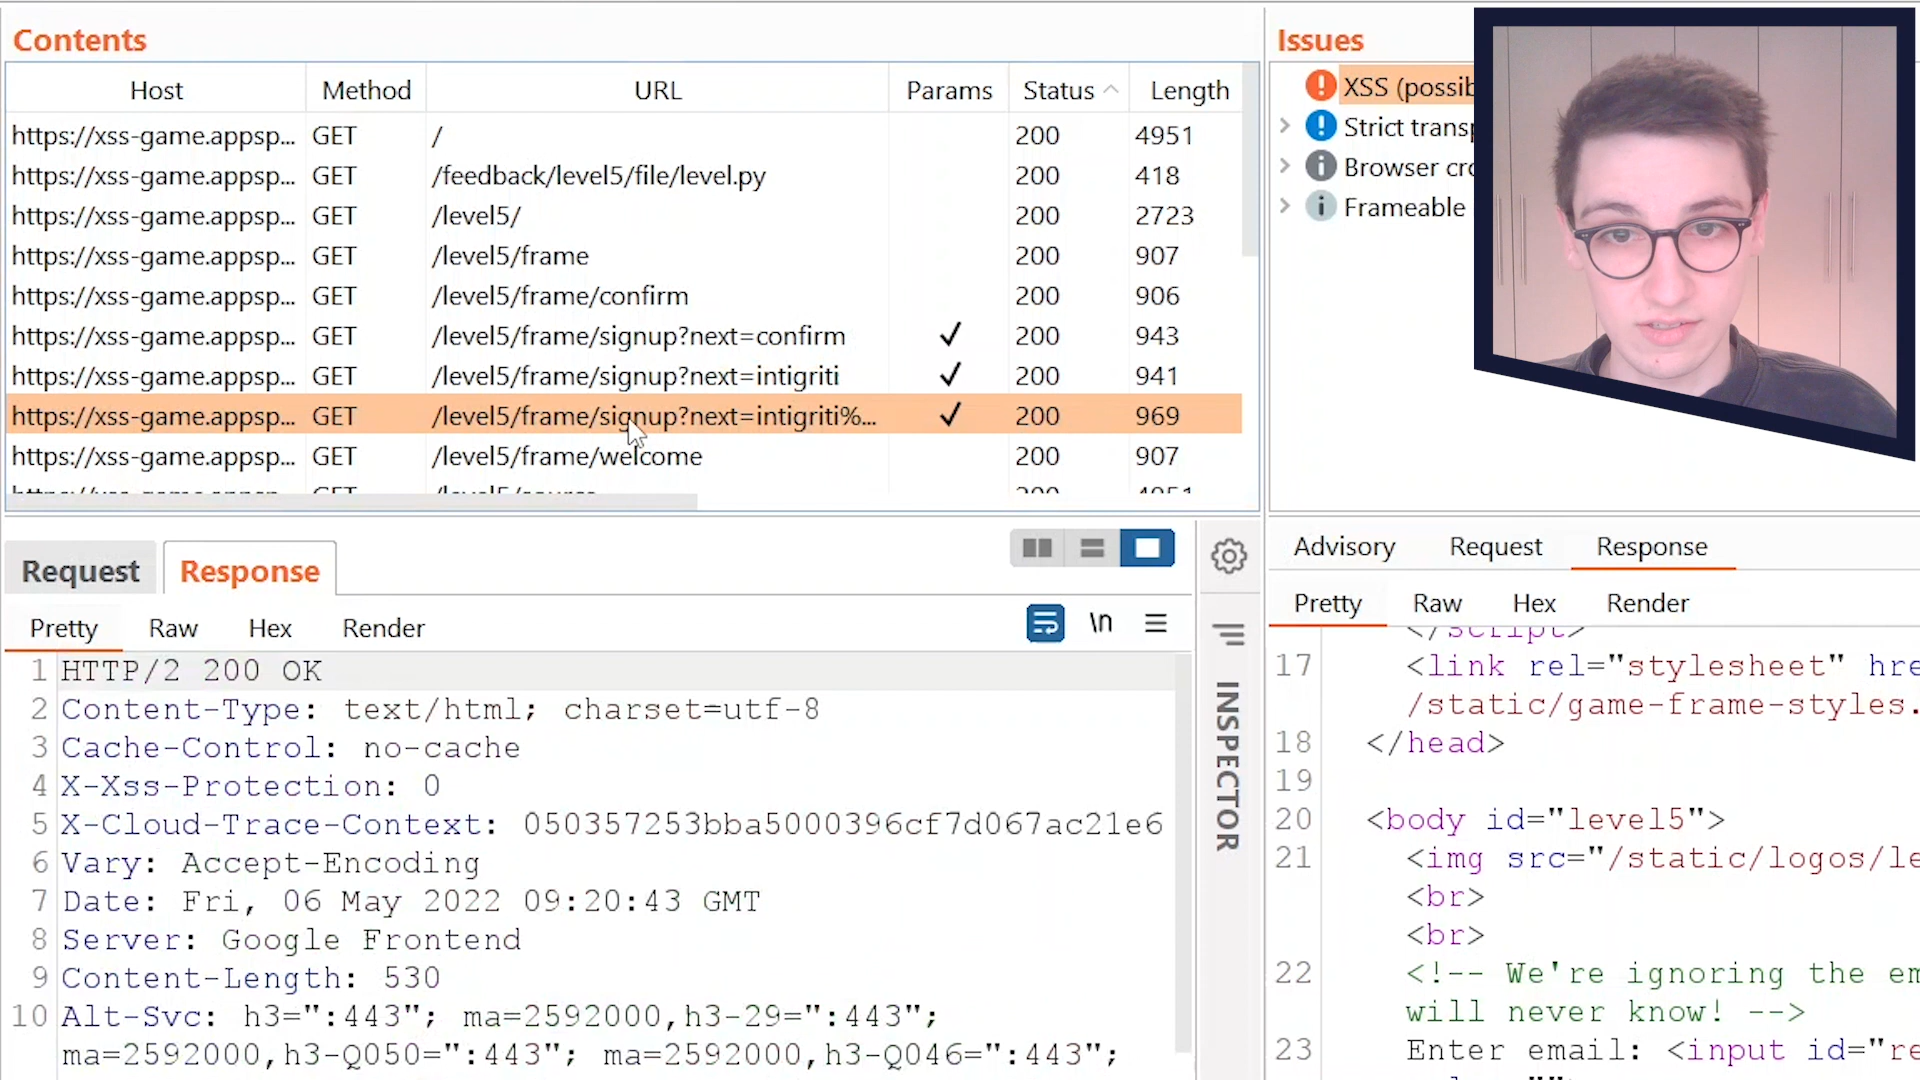 Contents
Host Method URL Params Status Length
https://xss-game.appsp... GET / 200 4951
https://xss-game.appsp... GET /feedback/level5/file/level.py 200 418
https://xss-game.appsp... GET /level5/ 200 2723
https://xss-game.appsp... GET /level5/frame 200 907
https://xss-game.appsp... GET /level5/frame/confirm 200 906
https://xss-game.appsp... GET /level5/frame/signup?next=confirm ✓ 200 943
https://xss-game.appsp... GET /level5/frame/signup?next=intigriti ✓ 200 941
https://xss-game.appsp... GET /level5/frame/signup?next=intigriti%... ✓ 200 969
https://xss-game.appsp... GET /level5/frame/welcome 200 907
Issues
XSS (possib
Strict transp
Browser cro
Frameable
Request Response
Pretty Raw Hex Render \n
1 HTTP/2 200 OK
2 Content-Type: text/html; charset=utf-8
3 Cache-Control: no-cache
4 X-Xss-Protection: 0
5 X-Cloud-Trace-Context: 050357253bba5000396cf7d067ac21e6
6 Vary: Accept-Encoding
7 Date: Fri, 06 May 2022 09:20:43 GMT
8 Server: Google Frontend
9 Content-Length: 530
10 Alt-Svc: h3=":443"; ma=2592000,h3-29=":443";
ma=2592000,h3-Q050=":443"; ma=2592000,h3-Q046=":443";
INSPECTOR
Advisory Request Response
Pretty Raw Hex Render
</script>
17 <link rel="stylesheet" hre
/static/game-frame-styles.
18 </head>
19
20 <body id="level5">
21 <img src="/static/logos/le
<br>
<br>
22 <!-- We're ignoring the em
will never know! -->
23 Enter email: <input id="re